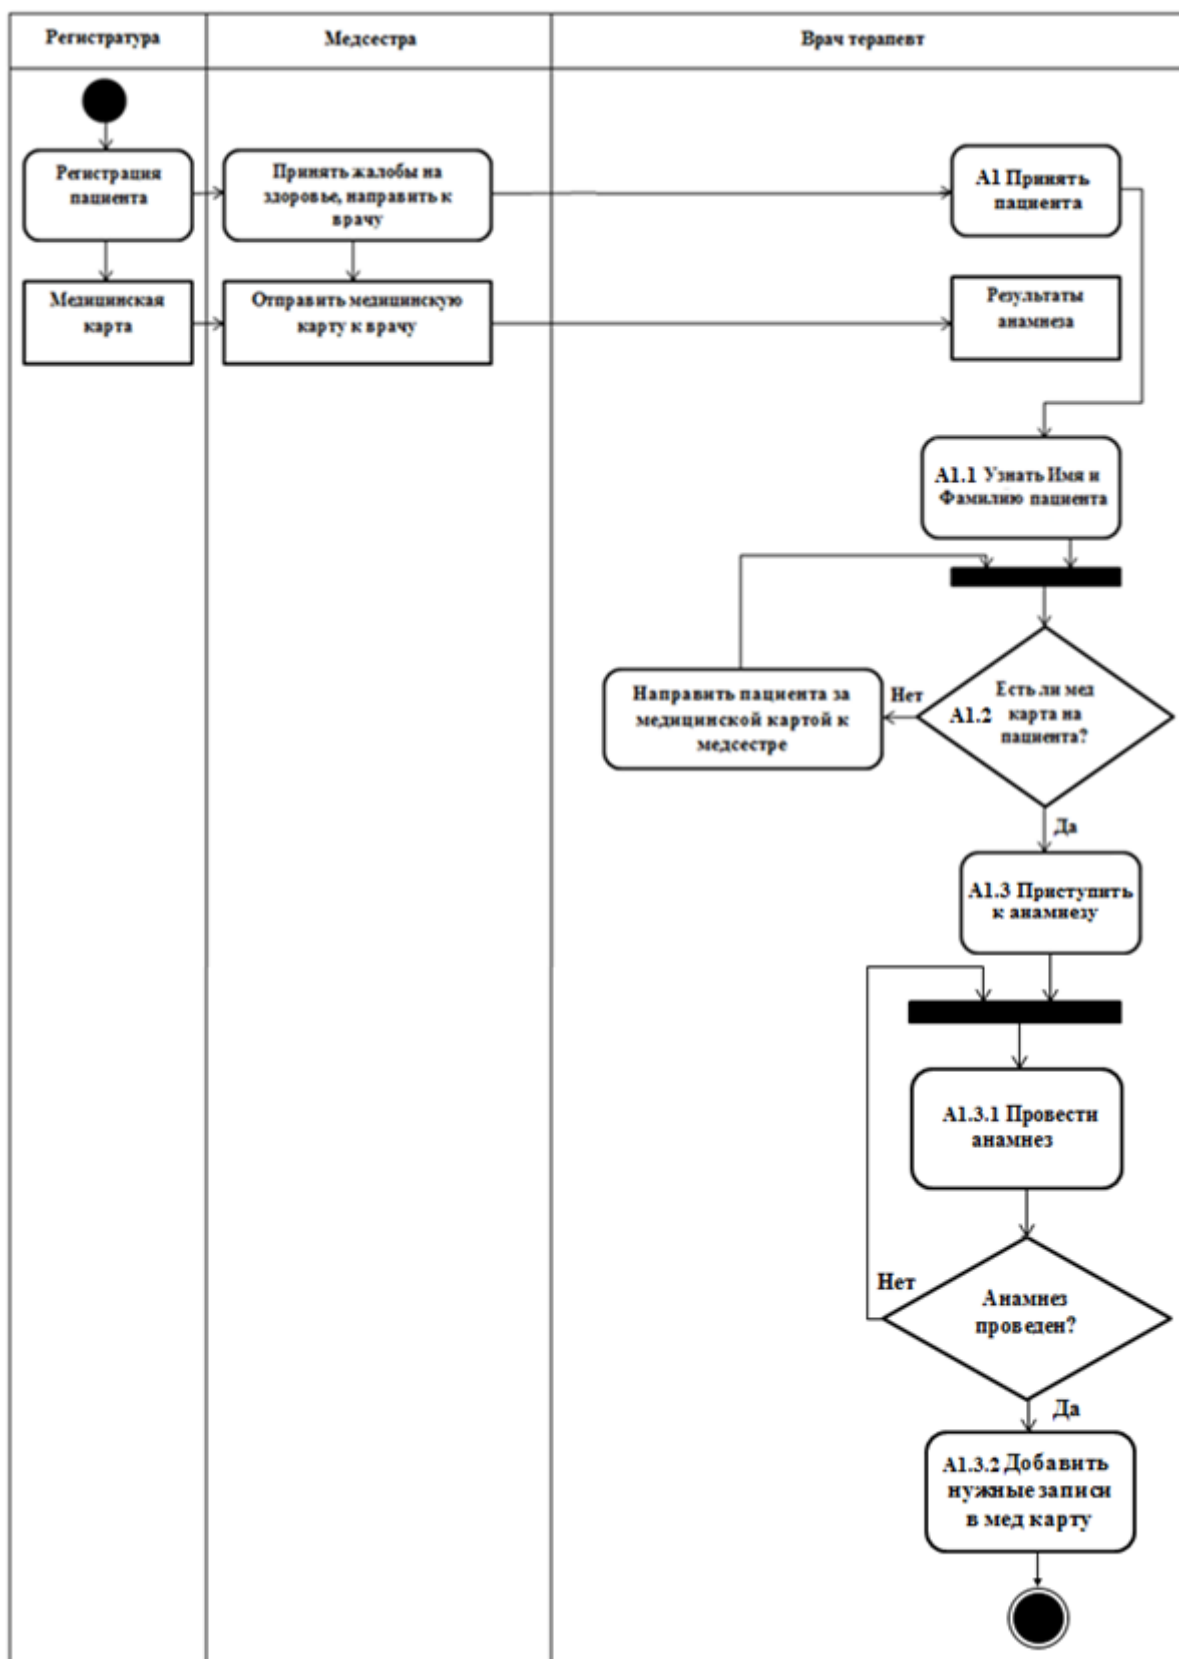 Регистратура
Медсестра
Врач терапевт
Регистрация
пациента
Принять жалобы на
здоровье, направить к
врачу
А1 Принять
пациента
Медицинская
карта
Отправить медицинскую
карту к врачу
Результаты
анамнеза
А1.1 Узнать Имя и
Фамилию пациента
Направить пациента за
медицинской картой к
медсестре
Нет
Есть ли мед
А1.2 карта на
пациента?
Да
А1.3 Приступить
к анамнезу
А1.3.1 Провести
анамнез
Нет
Анамнез
проведен?
Да
А1.3.2 Добавить
нужные записи
в мед карту